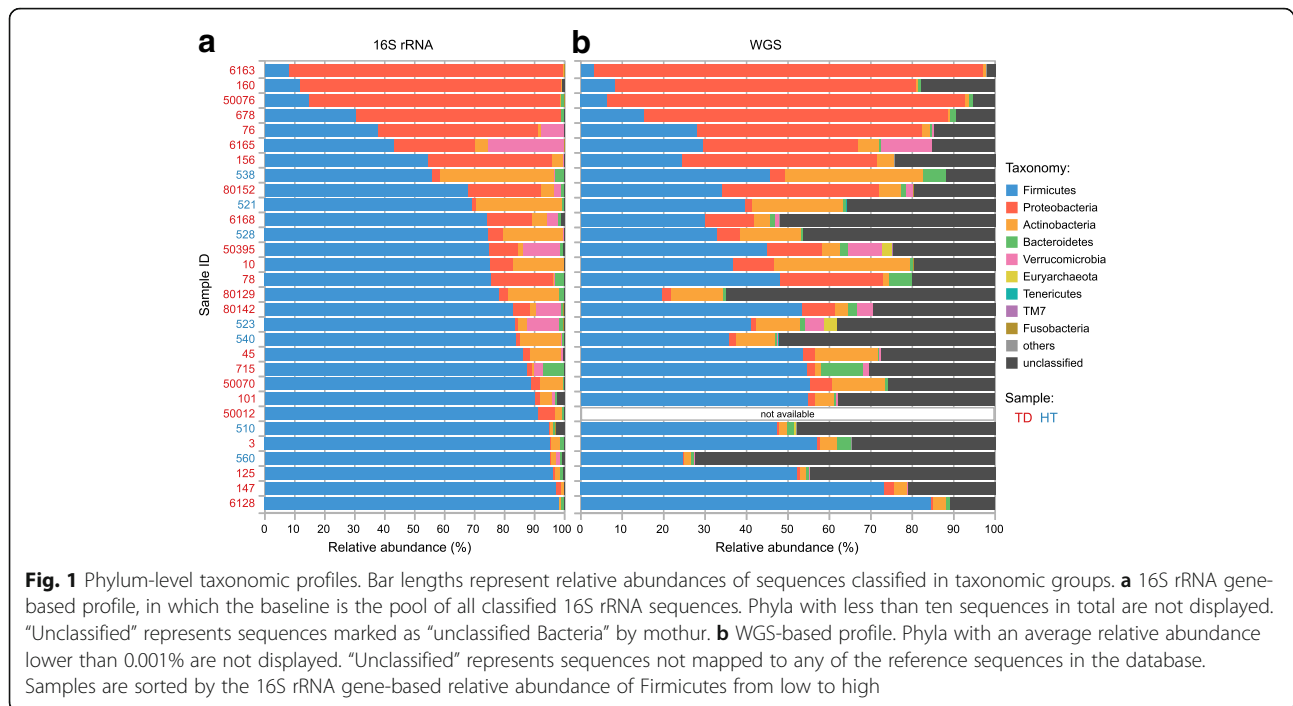 a
16S rRNA
b
WGS
Sample ID
6163
160
50076
678
76
6165
156
538
80152
521
6168
528
50395
10
78
80129
80142
523
540
45
715
50070
101
50012
510
3
560
125
147
6128
not available
0 10 20 30 40 50 60 70 80 90 100
Relative abundance (%)
0 10 20 30 40 50 60 70 80 90 100
Relative abundance (%)
Taxonomy:
Firmicutes
Proteobacteria
Actinobacteria
Bacteroidetes
Verrucomicrobia
Euryarchaeota
Tenericutes
TM7
Fusobacteria
others
unclassified
Sample:
TD HT
Fig. 1 Phylum-level taxonomic profiles. Bar lengths represent relative abundances of sequences classified in taxonomic groups. a 16S rRNA gene-
based profile, in which the baseline is the pool of all classified 16S rRNA sequences. Phyla with less than ten sequences in total are not displayed.
“Unclassified” represents sequences marked as “unclassified Bacteria” by mothur. b WGS-based profile. Phyla with an average relative abundance
lower than 0.001% are not displayed. “Unclassified” represents sequences not mapped to any of the reference sequences in the database.
Samples are sorted by the 16S rRNA gene-based relative abundance of Firmicutes from low to high